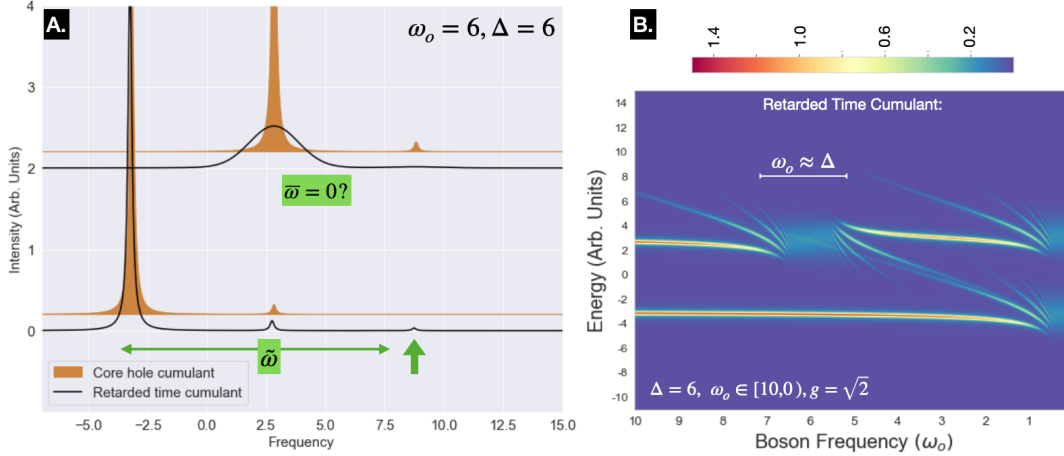 A.
ω_o = 6, Δ = 6
4
3
2
1
0
Intensity (Arb. Units)
ϖ = 0?
ω̃
Core hole cumulant
Retarded time cumulant
−5.0 −2.5 0.0 2.5 5.0 7.5 10.0 12.5 15.0
Frequency
B.
1.4 1.0 0.6 0.2
Retarded Time Cumulant:
ω_o ≈ Δ
14
12
10
8
6
4
2
0
-2
-4
-6
-8
-10
Energy (Arb. Units)
Δ = 6, ω_o ∈ [10,0), g = √2
10 9 8 7 6 5 4 3 2 1
Boson Frequency (ω_o)